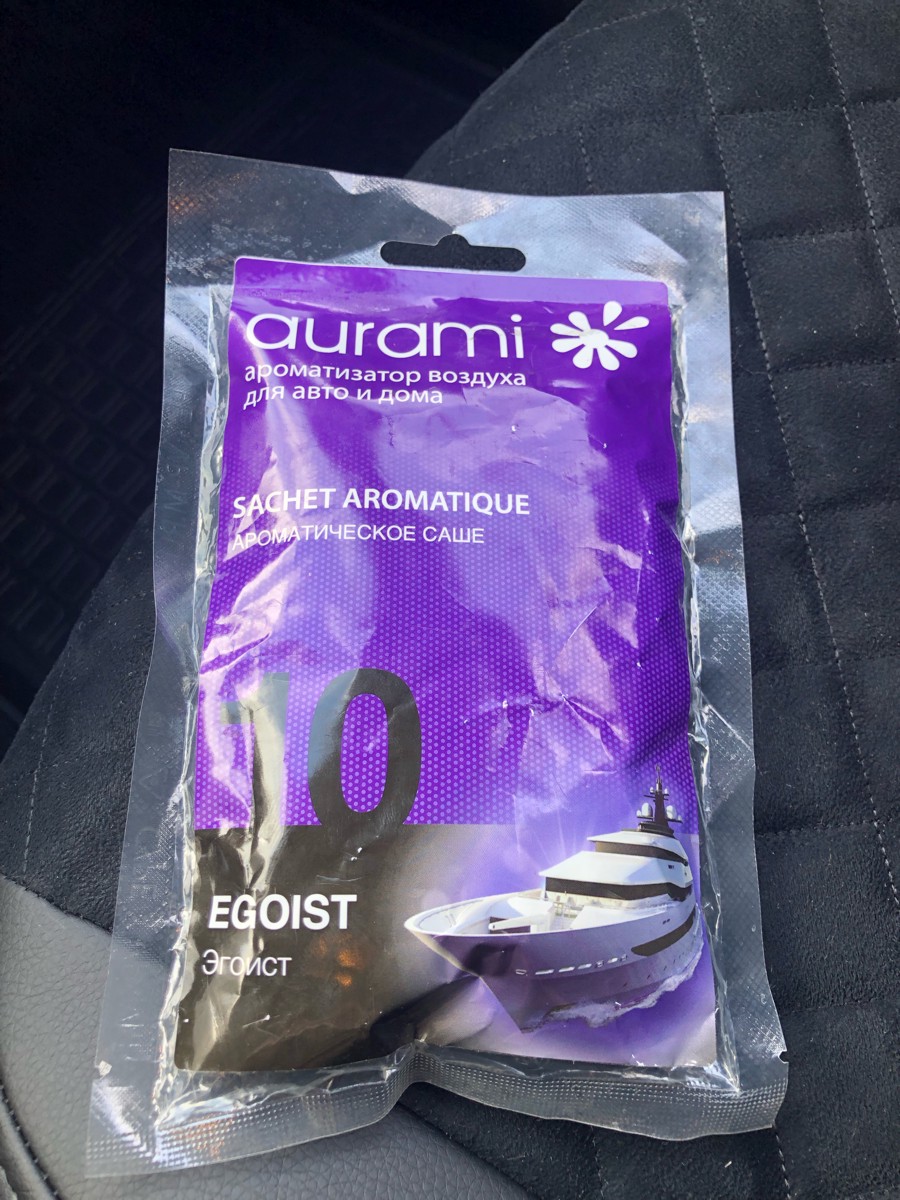 aurami
ароматизатор воздуха
для авто и дома
SACHET AROMATIQUE
АРОМАТИЧЕСКОЕ САШЕ
10
EGOIST
Эгоист